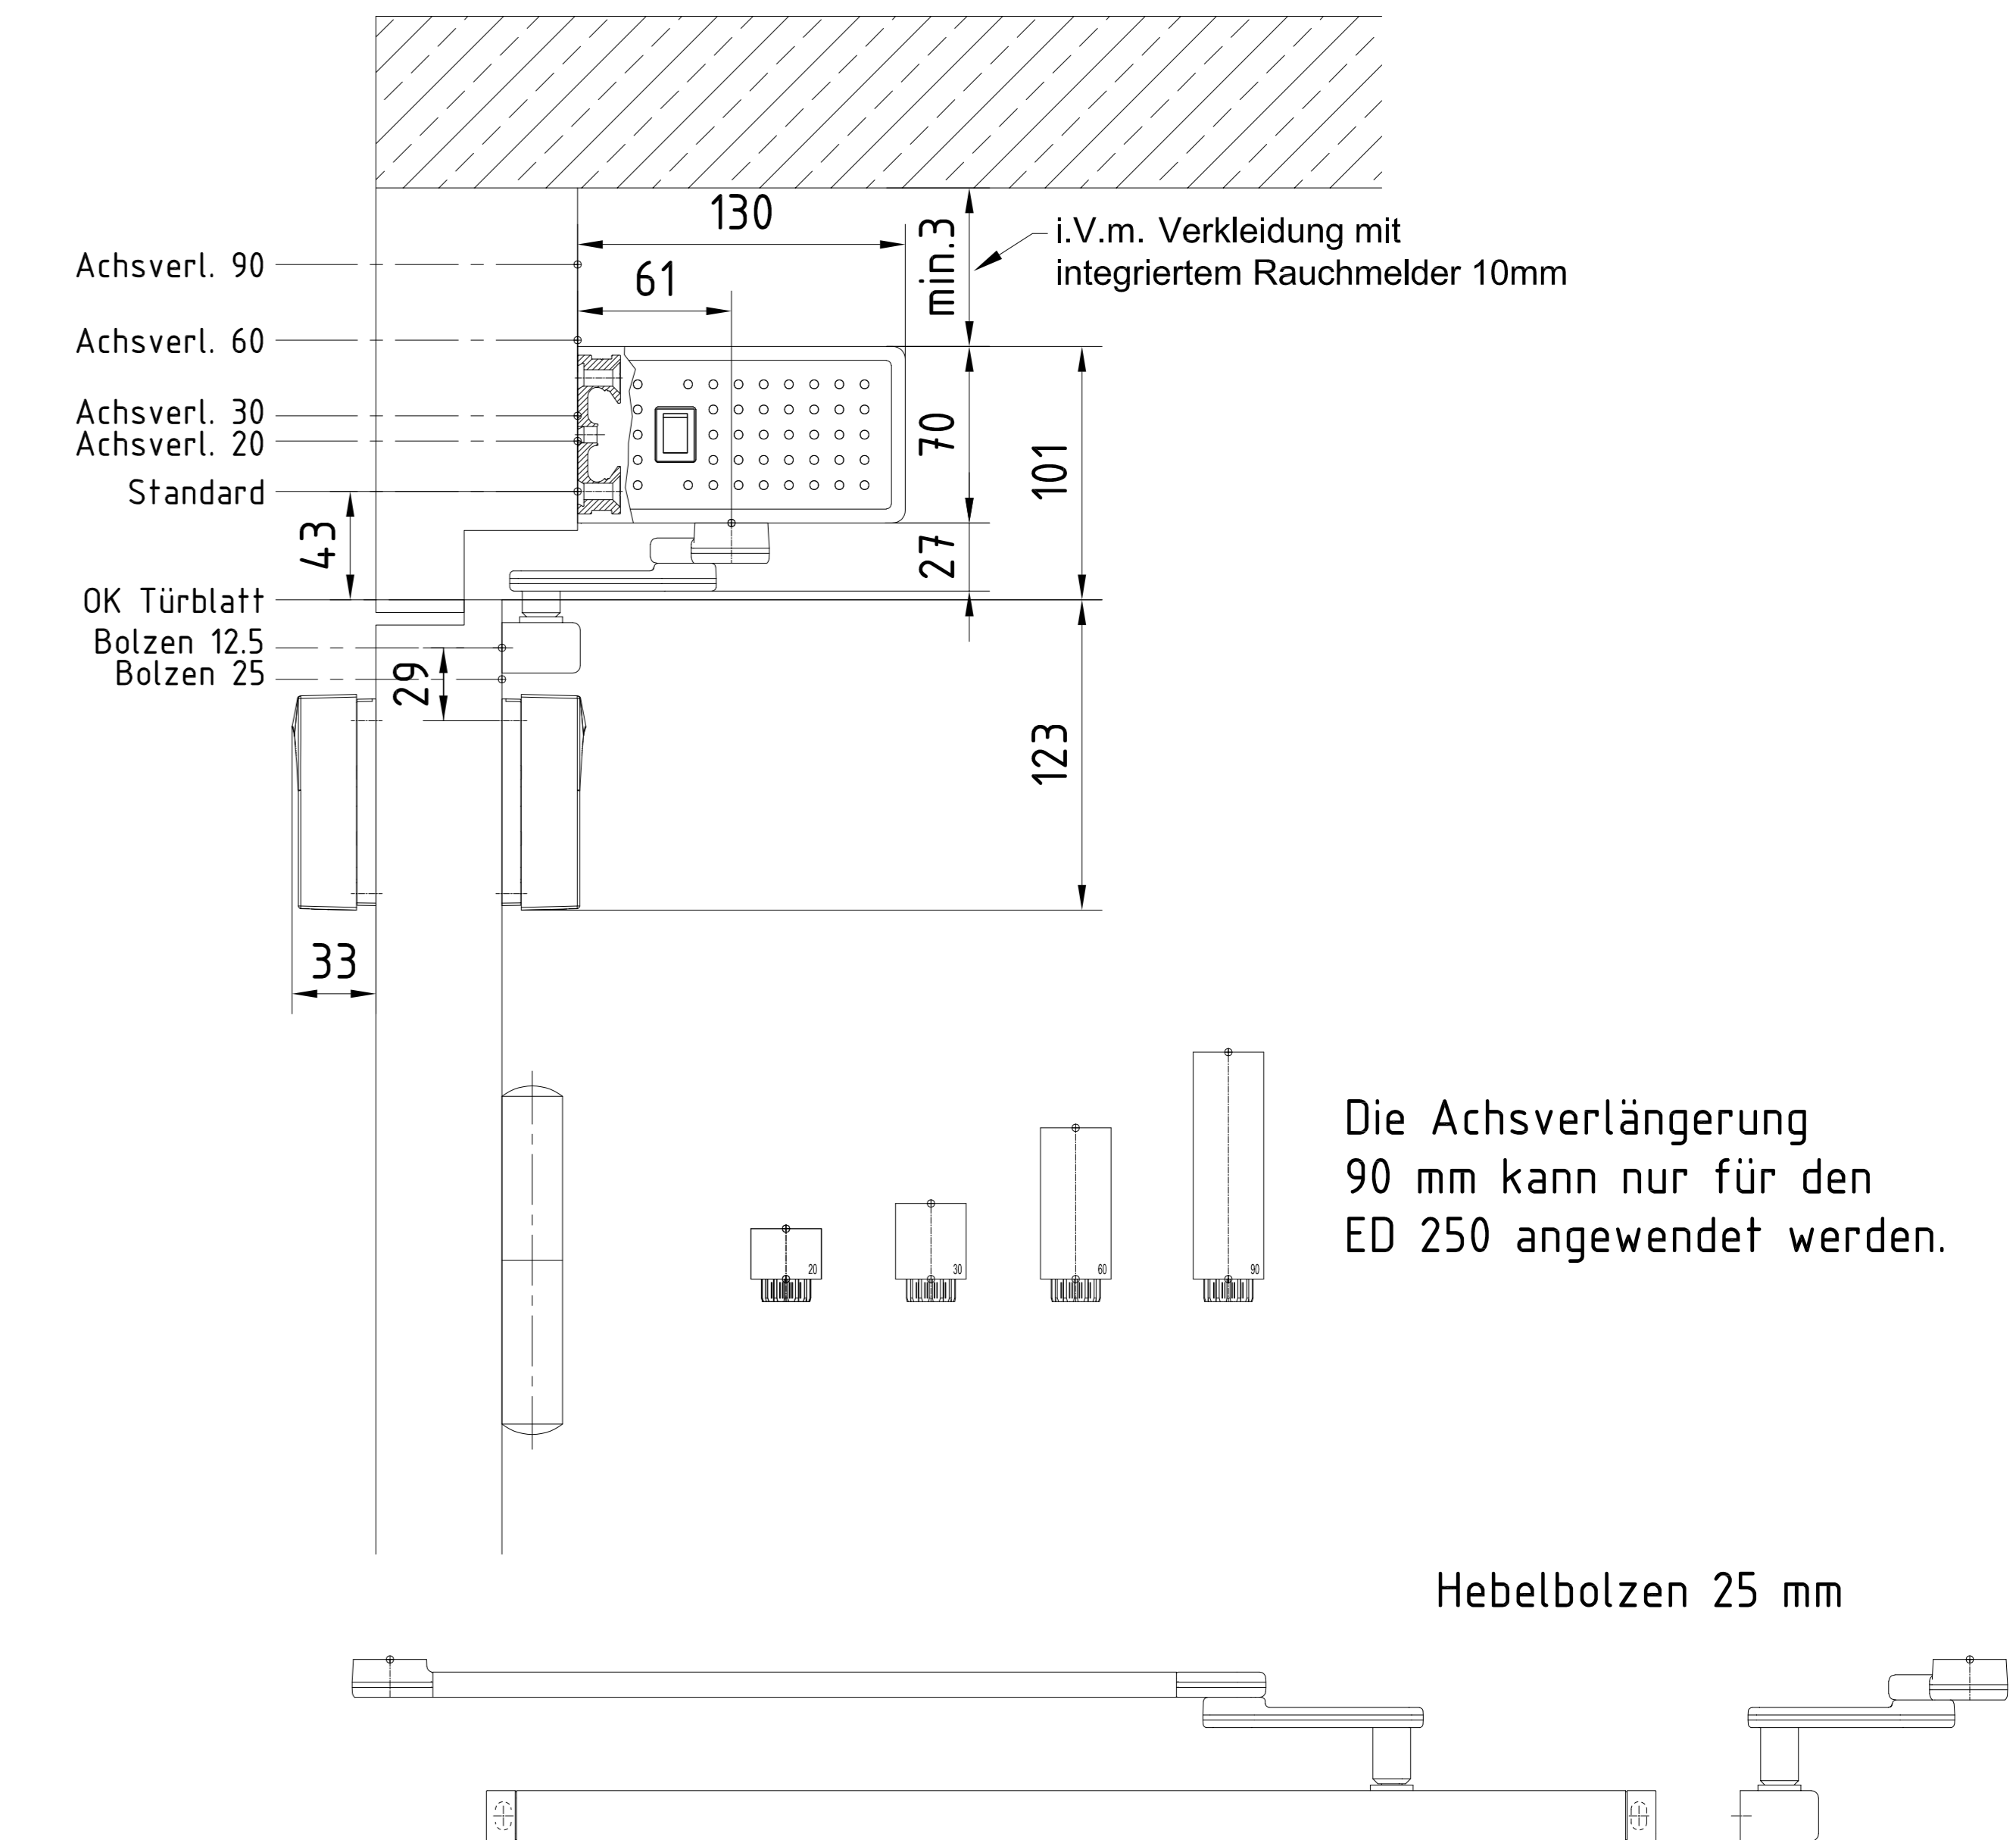 130
min.3
i.V.m. Verkleidung mit
integriertem Rauchmelder 10mm
61
Achsverl. 90
Achsverl. 60
Achsverl. 30
Achsverl. 20
Standard
70
101
43
27
OK Türblatt
Bolzen 12.5
Bolzen 25
29
123
33
Die Achsverlängerung
90 mm kann nur für den
ED 250 angewendet werden.
20
30
60
90
Hebelbolzen 25 mm